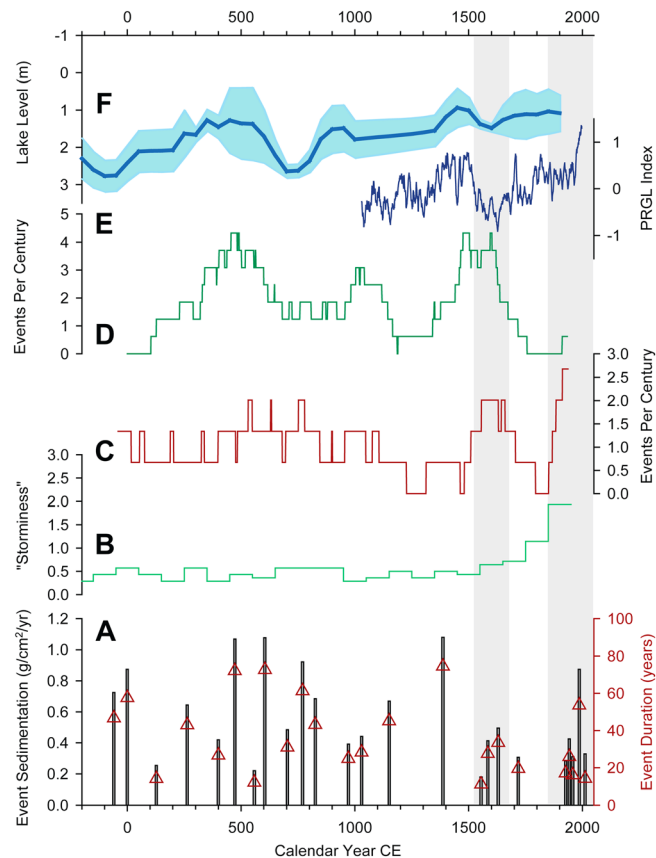 0 500 1000 1500 2000
-1
0
1
2
3
Lake Level (m)
F
1
0
-1
PRGL Index
5
4
3
2
1
0
Events Per Century
E
D
3.0
2.5
2.0
1.5
1.0
0.5
0.0
Events Per Century
C
3.0
2.5
2.0
1.5
1.0
0.5
0.0
"Storminess"
B
1.2
1.0
0.8
0.6
0.4
0.2
0.0
Event Sedimentation (g/cm²/yr)
A
100
80
60
40
20
0
Event Duration (years)
0 500 1000 1500 2000
Calendar Year CE